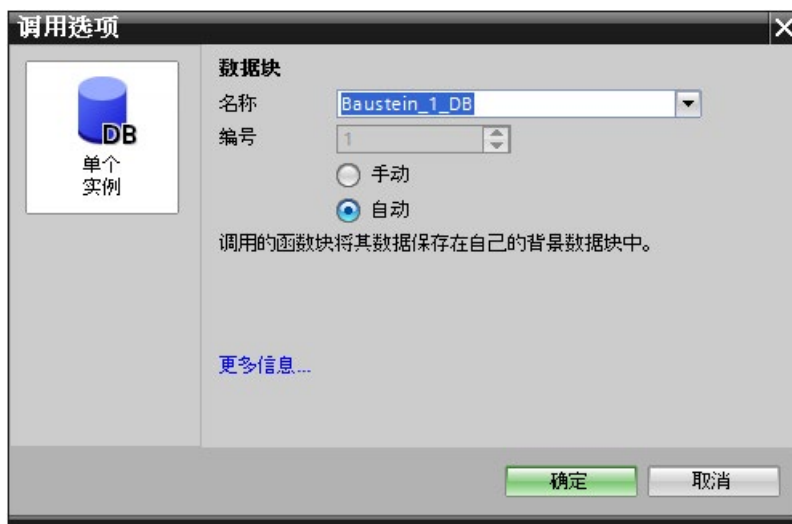 调用选项
DB
单个
实例
数据块
名称 Baustein_1_DB
编号 1
手动
自动
调用的函数块将其数据保存在自己的背景数据块中。
更多信息...
确定 取消